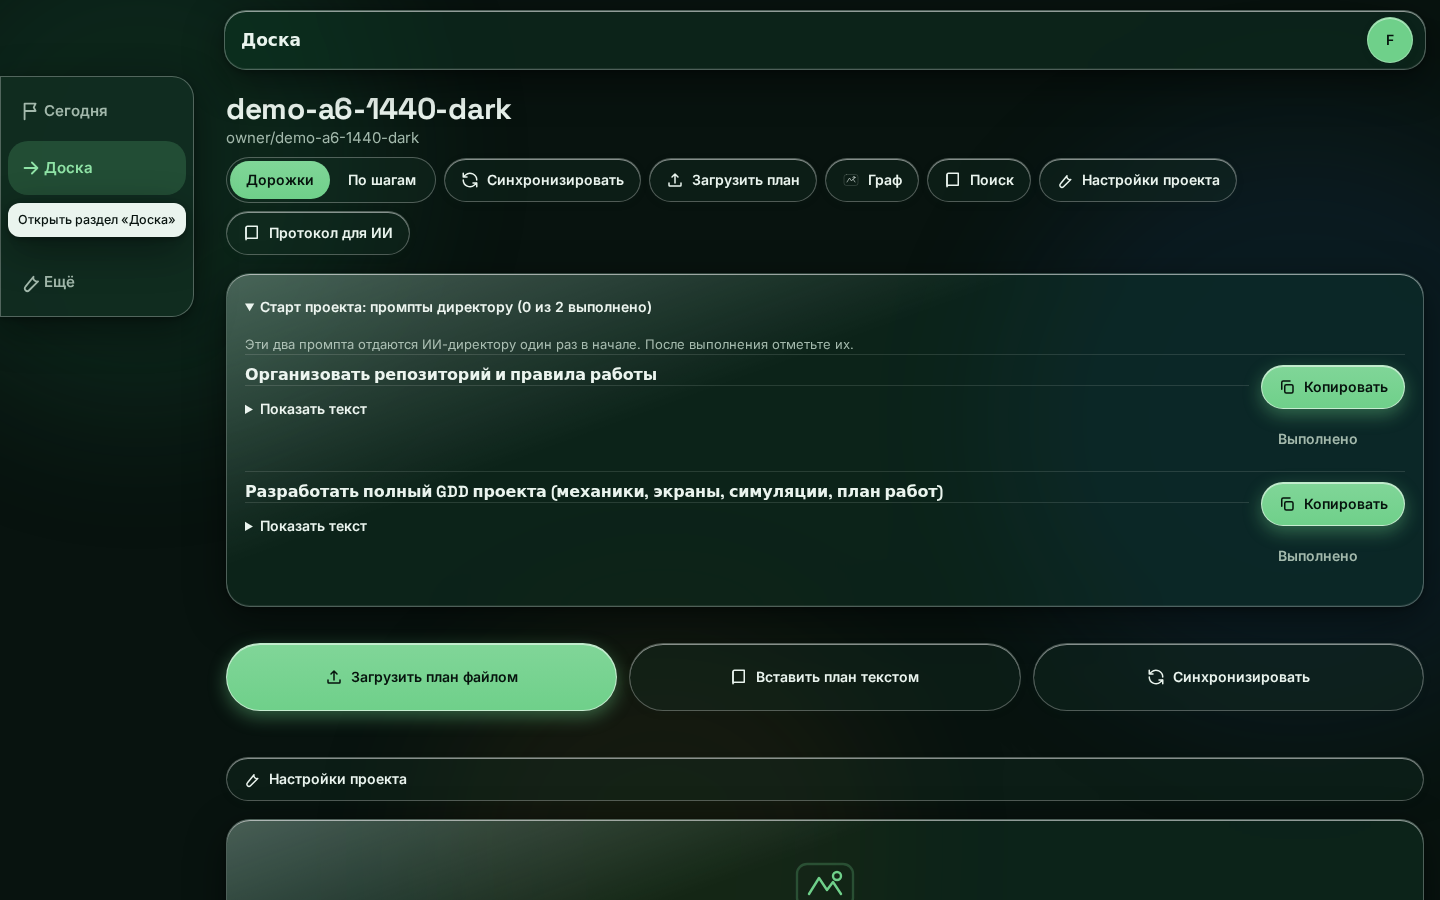 Доска
F
Сегодня
Доска
Открыть раздел «Доска»
Ещё
demo-a6-1440-dark
owner/demo-a6-1440-dark
Дорожки
По шагам
Синхронизировать
Загрузить план
Граф
Поиск
Настройки проекта
Протокол для ИИ
Старт проекта: промпты директору (0 из 2 выполнено)
Эти два промпта отдаются ИИ-директору один раз в начале. После выполнения отметьте их.
Организовать репозиторий и правила работы
Копировать
Показать текст
Выполнено
Разработать полный GDD проекта (механики, экраны, симуляции, план работ)
Копировать
Показать текст
Выполнено
Загрузить план файлом
Вставить план текстом
Синхронизировать
Настройки проекта